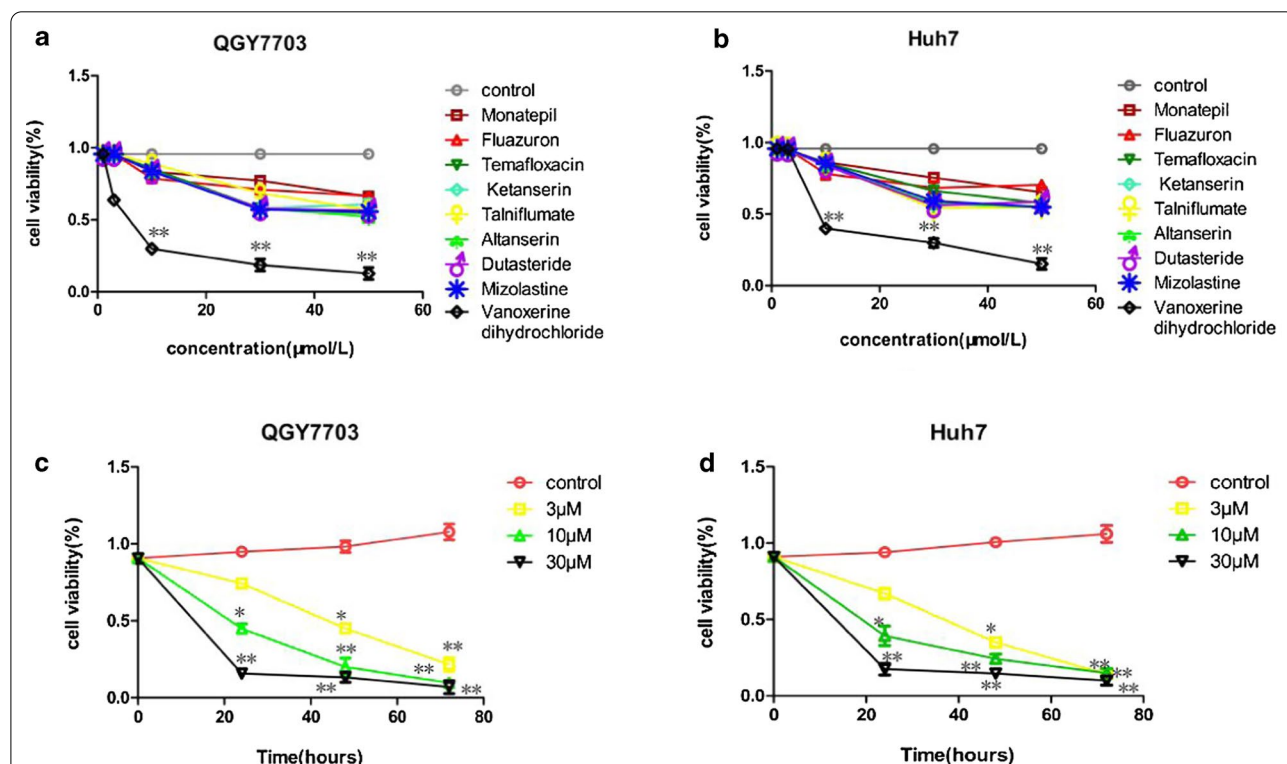 a
QGY7703
1.5
1.0
0.5
0.0
cell viability(%)
0
20
40
60
concentration(μmol/L)
**
**
**
control
Monatepil
Fluazuron
Temafloxacin
Ketanserin
Talniflumate
Altanserin
Dutasteride
Mizolastine
Vanoxerine
dihydrochloride
b
Huh7
1.5
1.0
0.5
0.0
cell viability(%)
0
20
40
60
concentration(μmol/L)
**
**
**
control
Monatepil
Fluazuron
Temafloxacin
Ketanserin
Talniflumate
Altanserin
Dutasteride
Mizolastine
Vanoxerine
dihydrochloride
c
QGY7703
1.5
1.0
0.5
0.0
cell viability(%)
0
20
40
60
80
Time(hours)
*
*
**
**
**
**
**
**
control
3μM
10μM
30μM
d
Huh7
1.5
1.0
0.5
0.0
cell viability(%)
0
20
40
60
80
Time(hours)
*
*
**
**
**
**
**
**
control
3μM
10μM
30μM